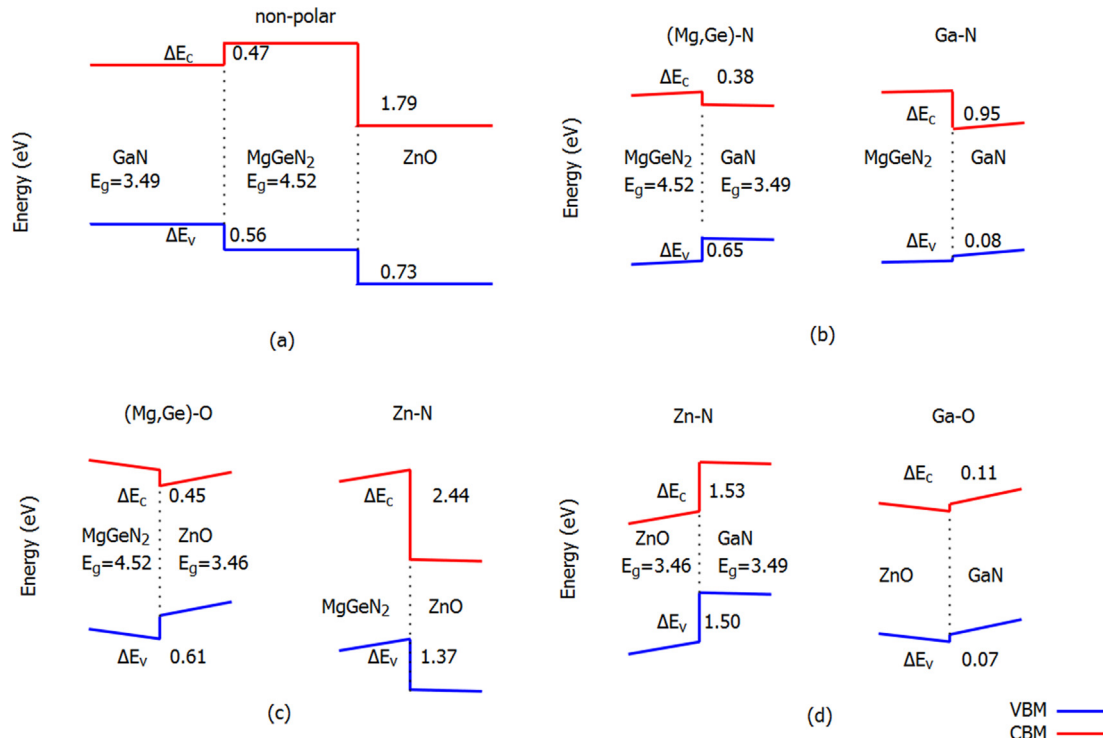 non-polar
ΔEC 0.47
1.79
GaN MgGeN2 ZnO
Eg=3.49 Eg=4.52
ΔEV 0.56
0.73
Energy (eV)
(a)
(Mg,Ge)-N Ga-N
ΔEC 0.38
ΔEC 0.95
MgGeN2 GaN MgGeN2 GaN
Eg=4.52 Eg=3.49
ΔEV 0.65 ΔEV 0.08
Energy (eV)
(b)
(Mg,Ge)-O Zn-N
ΔEC 0.45 ΔEC 2.44
MgGeN2 ZnO
Eg=4.52 Eg=3.46
MgGeN2 ZnO
ΔEV 0.61 ΔEV 1.37
Energy (eV)
(c)
Zn-N Ga-O
ΔEC 0.11
ΔEC 1.53
ZnO GaN
Eg=3.46 Eg=3.49
ZnO GaN
ΔEV 1.50
ΔEV 0.07
Energy (eV)
(d)
VBM
CBM